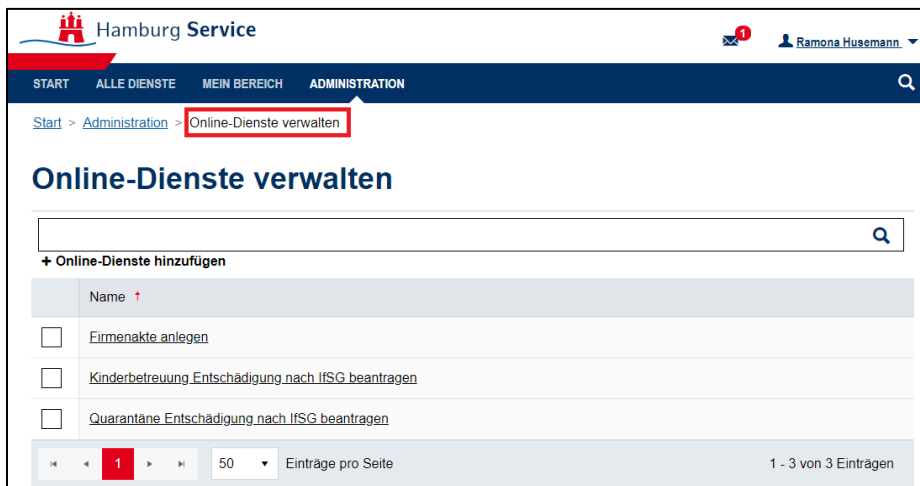 Hamburg Service
1
Ramona Husemann
START ALLE DIENSTE MEIN BEREICH ADMINISTRATION
Start > Administration > Online-Dienste verwalten
Online-Dienste verwalten
+ Online-Dienste hinzufügen
Name ↑
Firmenakte anlegen
Kinderbetreuung Entschädigung nach IfSG beantragen
Quarantäne Entschädigung nach IfSG beantragen
1 50 Einträge pro Seite 1 - 3 von 3 Einträgen